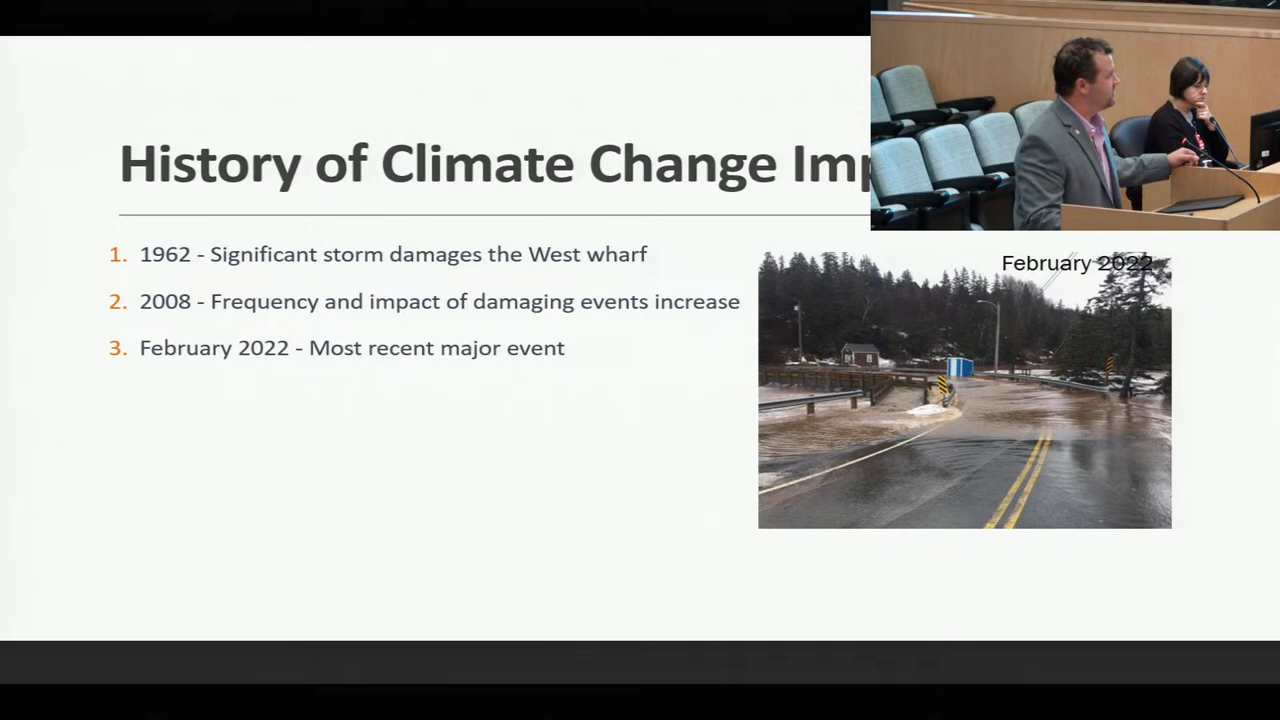 History of Climate Change Imp
1. 1962 - Significant storm damages the West wharf
2. 2008 - Frequency and impact of damaging events increase
3. February 2022 - Most recent major event
February 2022